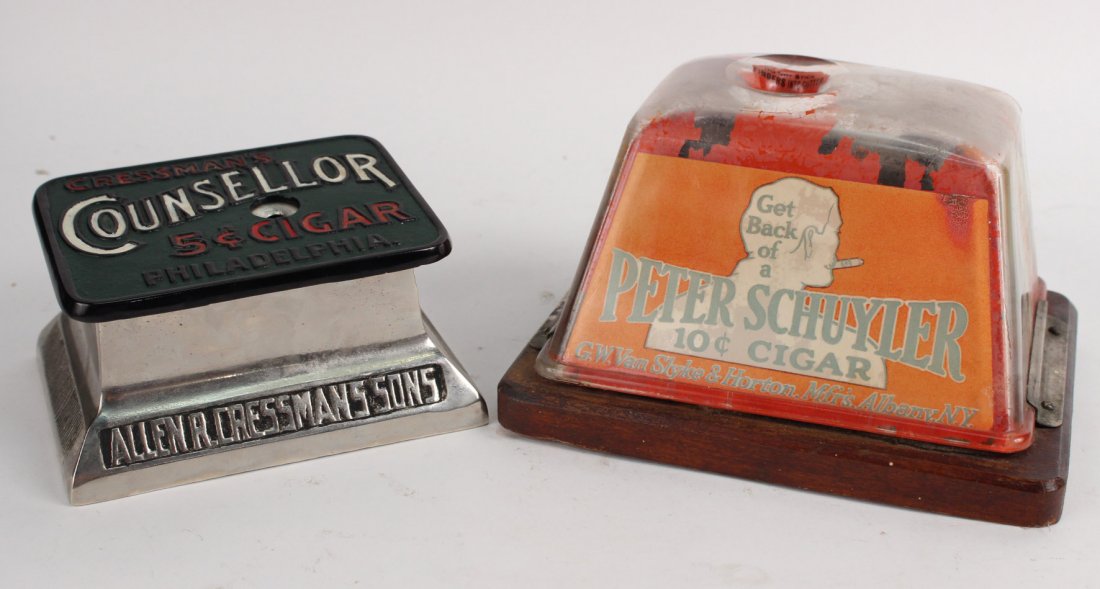 CRESSMAN'S
COUNSELLOR
5¢ CIGAR
PHILADELPHIA.
ALLEN R. CRESSMAN'S SONS
Get
Back
of
a
PETER SCHUYLER
10¢ CIGAR
G.W. Van Slyke & Horton, Mfrs. Albany, N.Y.